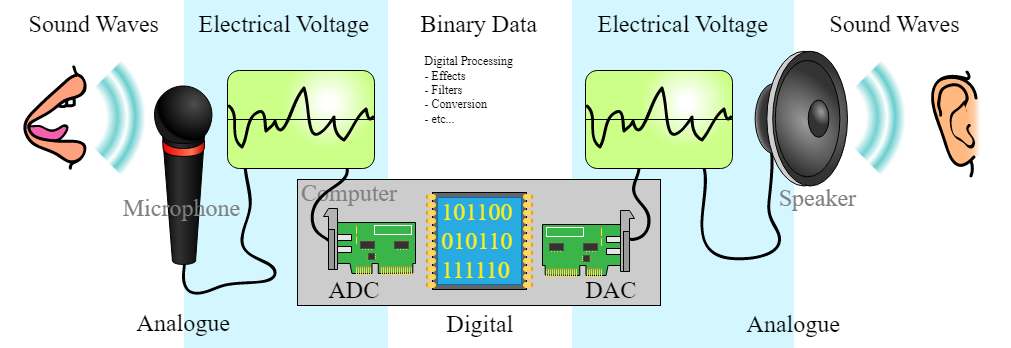 Sound Waves
Electrical Voltage
Binary Data
Electrical Voltage
Sound Waves
Digital Processing
- Effects
- Filters
- Conversion
- etc...
Microphone
Computer
Speaker
101100
010110
111110
ADC
DAC
Analogue
Digital
Analogue